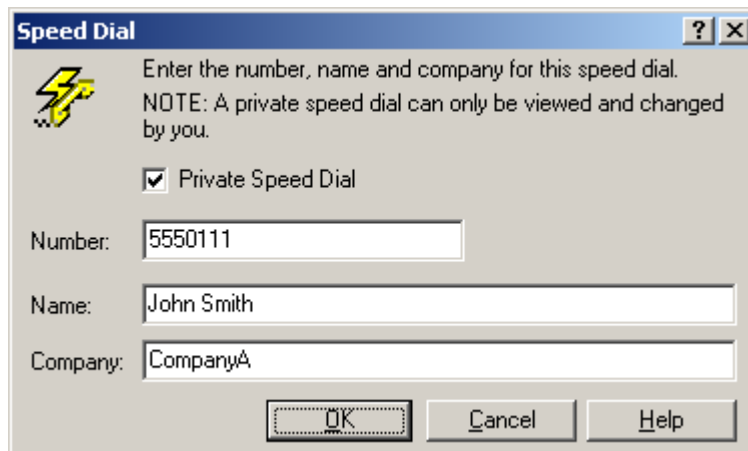 Speed Dial
Enter the number, name and company for this speed dial.
NOTE: A private speed dial can only be viewed and changed
by you.
Private Speed Dial
Number: 5550111
Name: John Smith
Company: CompanyA
OK Cancel Help